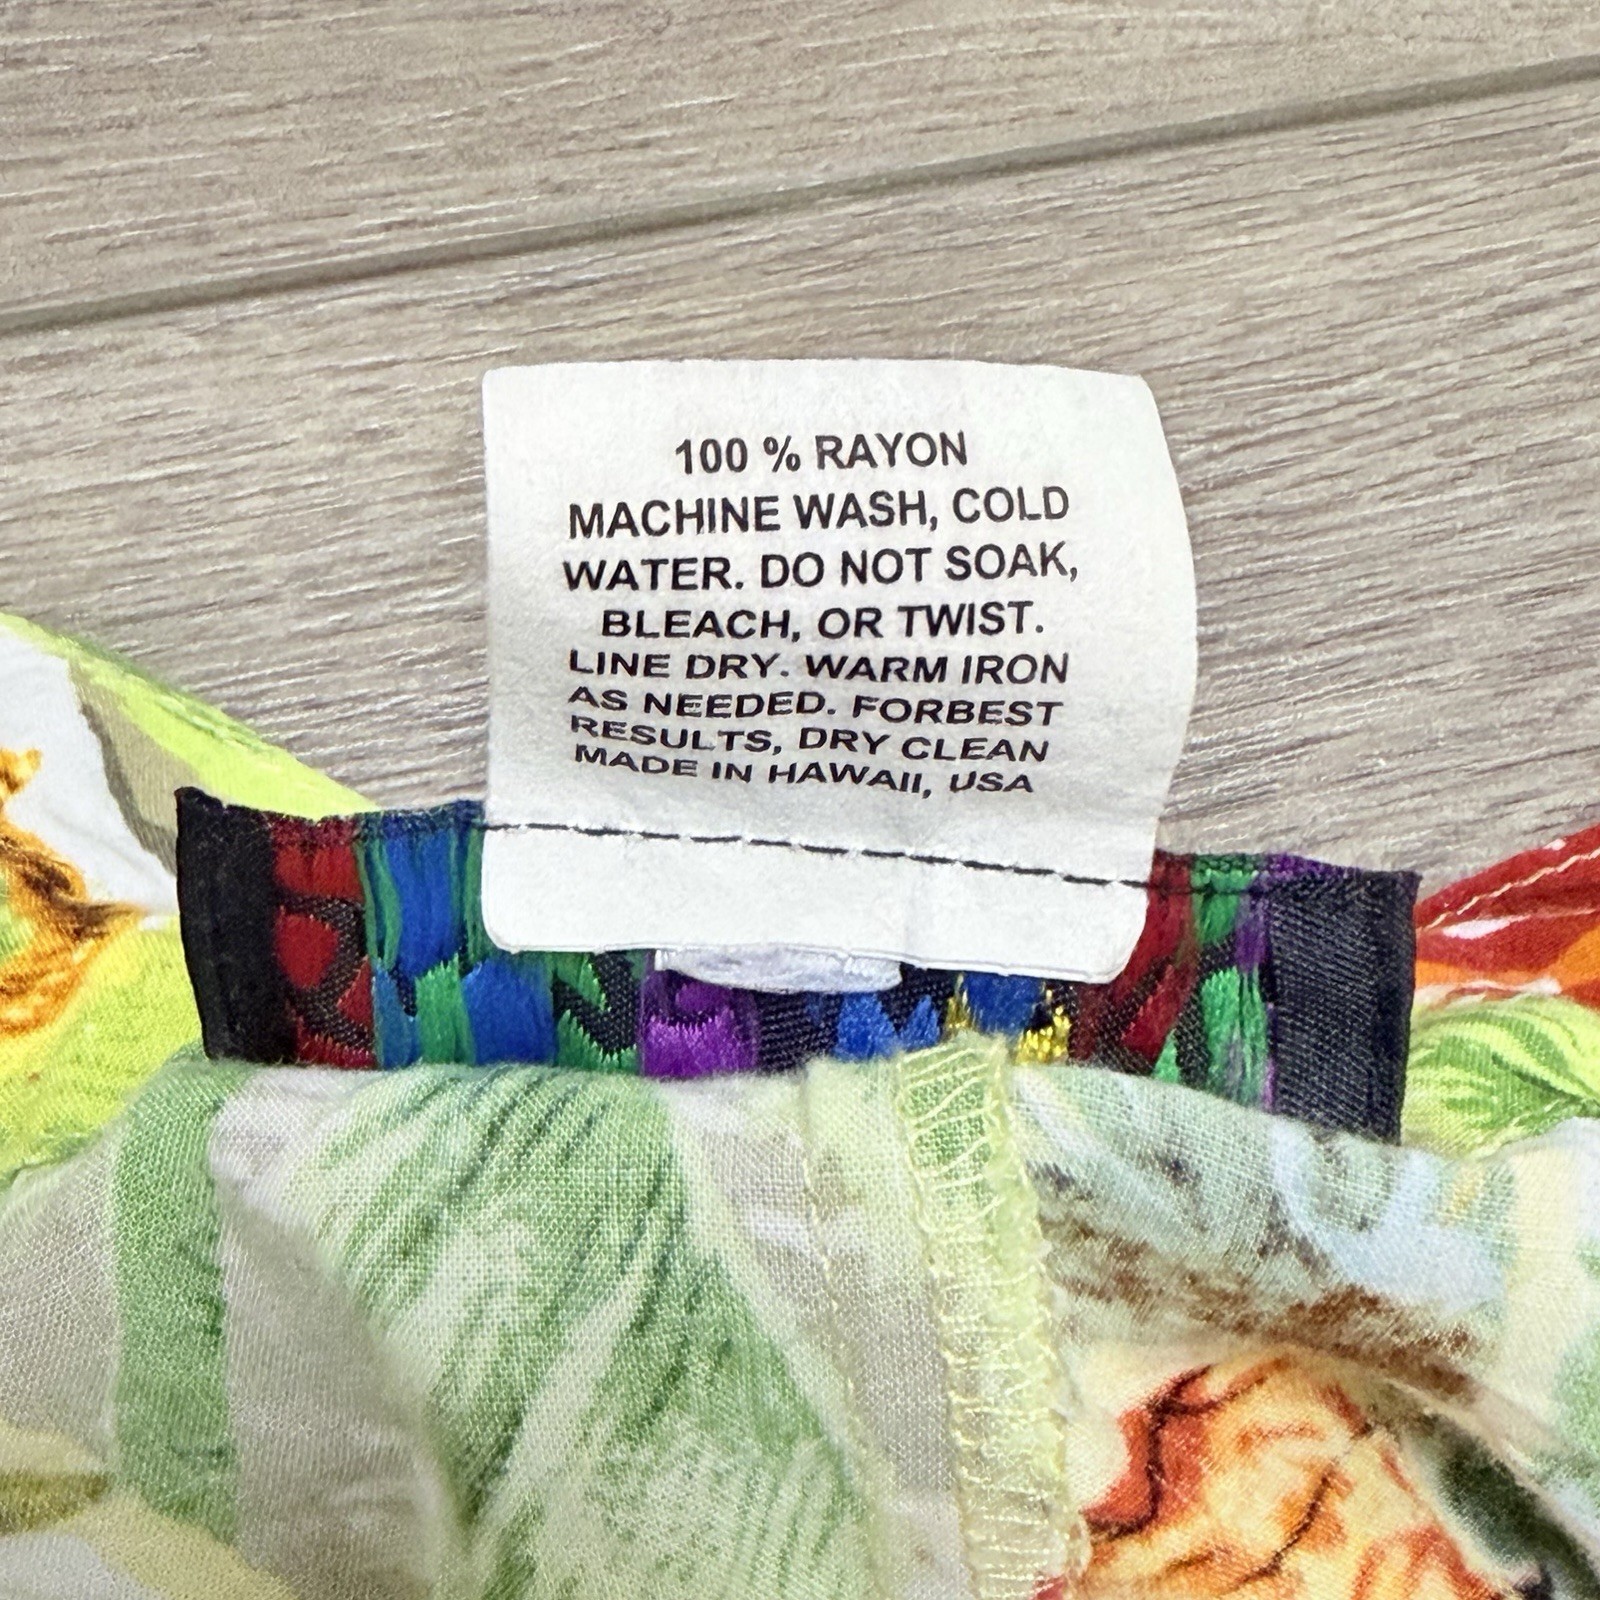 100 % RAYON
MACHINE WASH, COLD
WATER. DO NOT SOAK,
BLEACH, OR TWIST.
LINE DRY. WARM IRON
AS NEEDED. FORBEST
RESULTS, DRY CLEAN
MADE IN HAWAII, USA